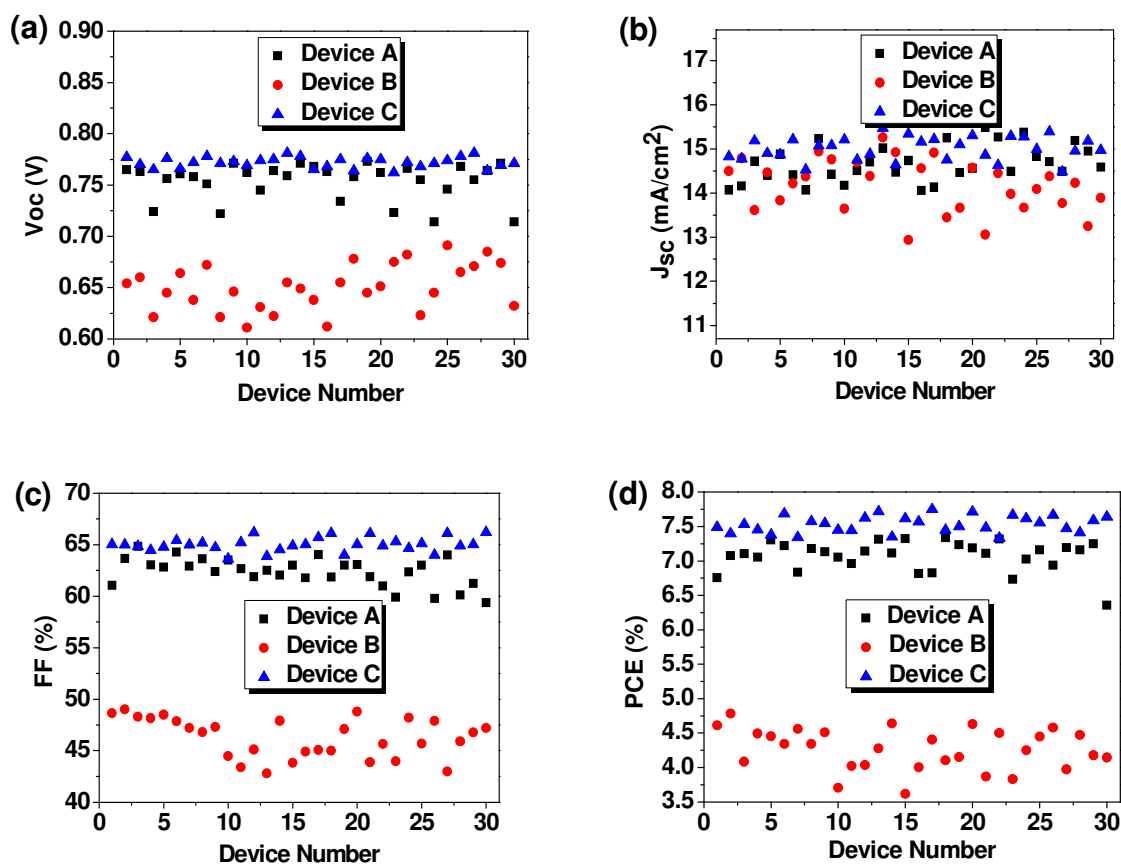 (a)
0.90
0.85
0.80
0.75
0.70
0.65
0.60
Voc (V)
Device A
Device B
Device C
0 5 10 15 20 25 30
Device Number
(b)
17
16
15
14
13
12
11
Jsc (mA/cm²)
Device A
Device B
Device C
0 5 10 15 20 25 30
Device Number
(c)
70
65
60
55
50
45
40
FF (%)
Device A
Device B
Device C
0 5 10 15 20 25 30
Device Number
(d)
8.0
7.5
7.0
6.5
6.0
5.5
5.0
4.5
4.0
3.5
PCE (%)
Device A
Device B
Device C
0 5 10 15 20 25 30
Device Number